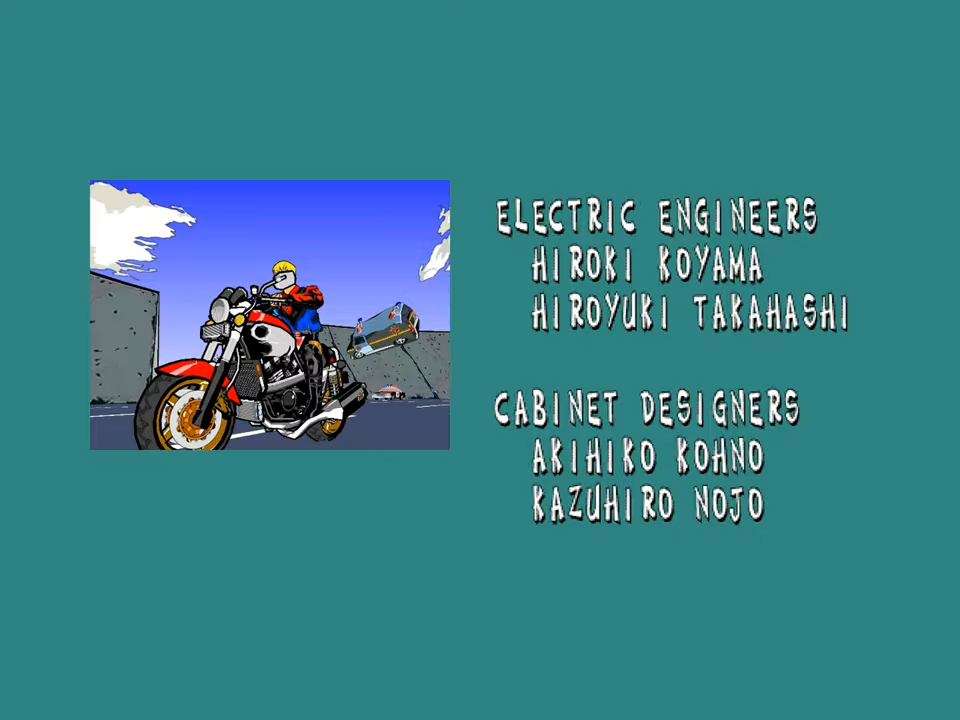 ELECTRIC ENGINEERS
HIROKI KOYAMA
HIROYUKI TAKAHASHI
CABINET DESIGNERS
AKIHIKO KOHNO
KAZUHIRO NOJO